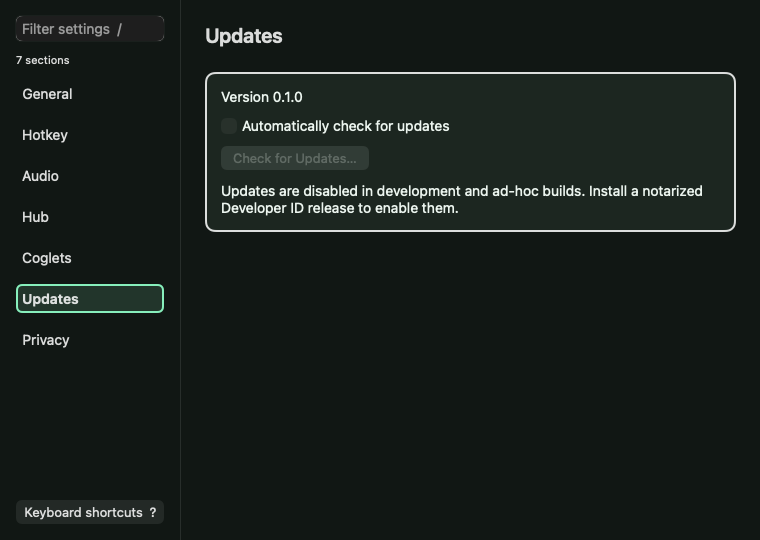 Filter settings /
7 sections
General
Hotkey
Audio
Hub
Coglets
Updates
Privacy
Keyboard shortcuts ?
Updates
Version 0.1.0
Automatically check for updates
Check for Updates...
Updates are disabled in development and ad-hoc builds. Install a notarized
Developer ID release to enable them.